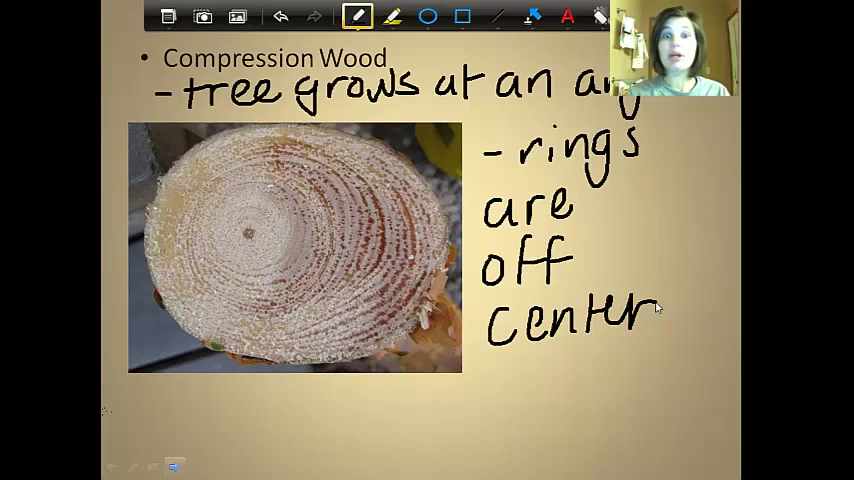 • Compression Wood
- tree grows at an
- rings
are
off
center